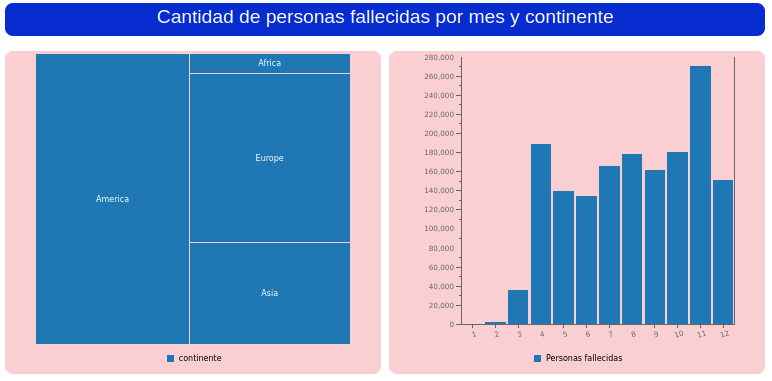 Cantidad de personas fallecidas por mes y continente
America
Africa
Europe
Asia
continente
280,000
260,000
240,000
220,000
200,000
180,000
160,000
140,000
120,000
100,000
80,000
60,000
40,000
20,000
0
1 2 3 4 5 6 7 8 9 10 11 12
Personas fallecidas